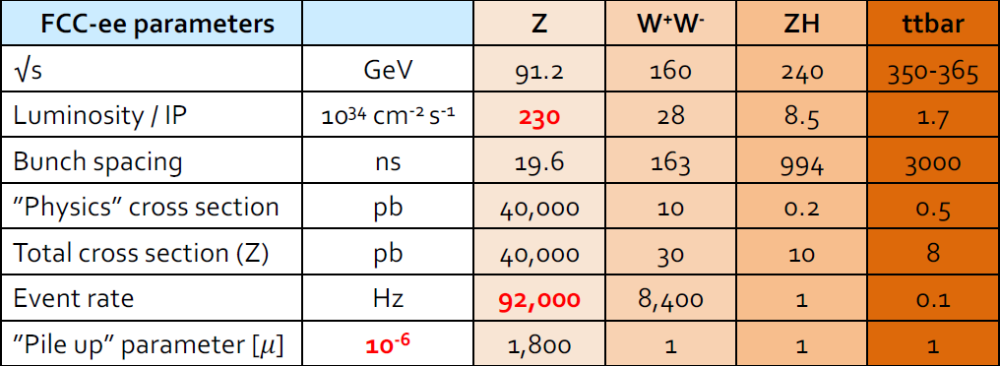 FCC-ee parameters Z W⁺W⁻ ZH ttbar
√s GeV 91.2 160 240 350-365
Luminosity / IP 10³⁴ cm⁻² s⁻¹ 230 28 8.5 1.7
Bunch spacing ns 19.6 163 994 3000
”Physics” cross section pb 40,000 10 0.2 0.5
Total cross section (Z) pb 40,000 30 10 8
Event rate Hz 92,000 8,400 1 0.1
”Pile up” parameter [μ] 10⁻⁶ 1,800 1 1 1